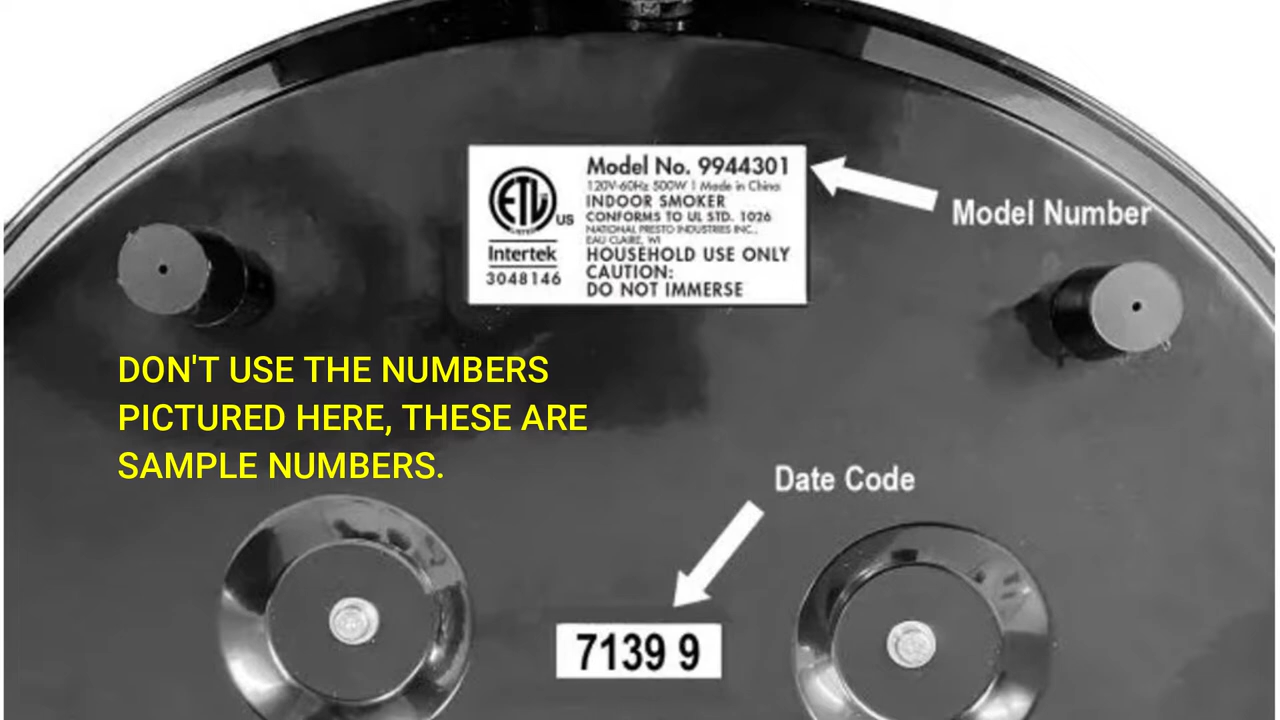 Model No. 9944301
120V-60Hz 500W | Made in China
INDOOR SMOKER
CONFORMS TO UL STD. 1026
NATIONAL PRESTO INDUSTRIES INC.,
EAU CLAIRE, WI
HOUSEHOLD USE ONLY
CAUTION:
DO NOT IMMERSE
ETL US
LISTED
Intertek
3048146
Model Number
DON'T USE THE NUMBERS
PICTURED HERE, THESE ARE
SAMPLE NUMBERS.
Date Code
7139 9